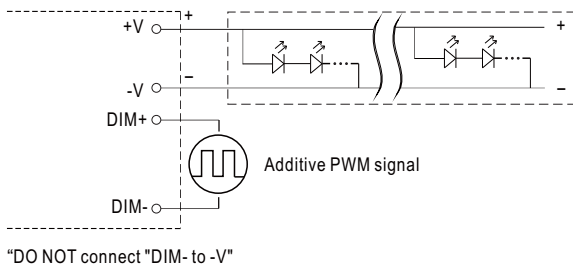 +V
+
+
-V
–
–
DIM+
Additive PWM signal
DIM-
“DO NOT connect "DIM- to -V"